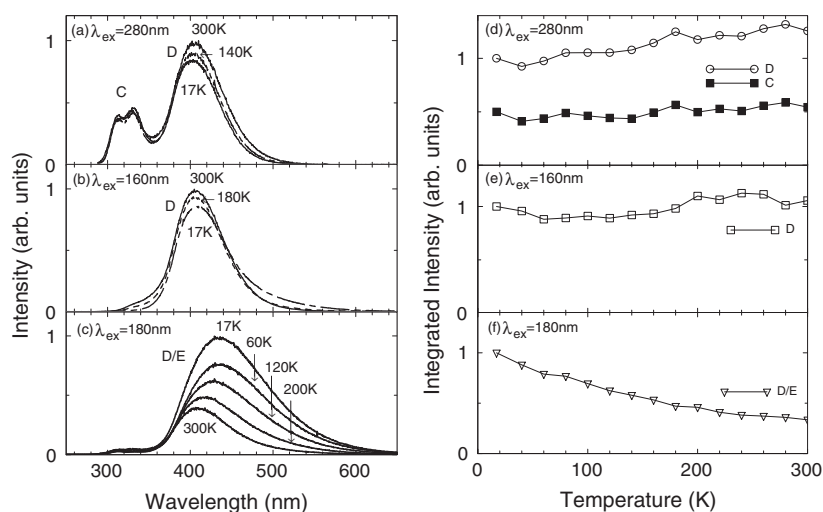 (a) λex=280nm
300K
D
140K
17K
C
1
0
(b) λex=160nm
300K
180K
D
17K
1
0
(c) λex=180nm
17K
D/E
60K
120K
200K
300K
1
0
300 400 500 600
Wavelength (nm)
Intensity (arb. units)
(d) λex=280nm
D
C
1
0
(e) λex=160nm
D
1
0
(f) λex=180nm
D/E
1
0
0 100 200 300
Temperature (K)
Integrated Intensity (arb. units)